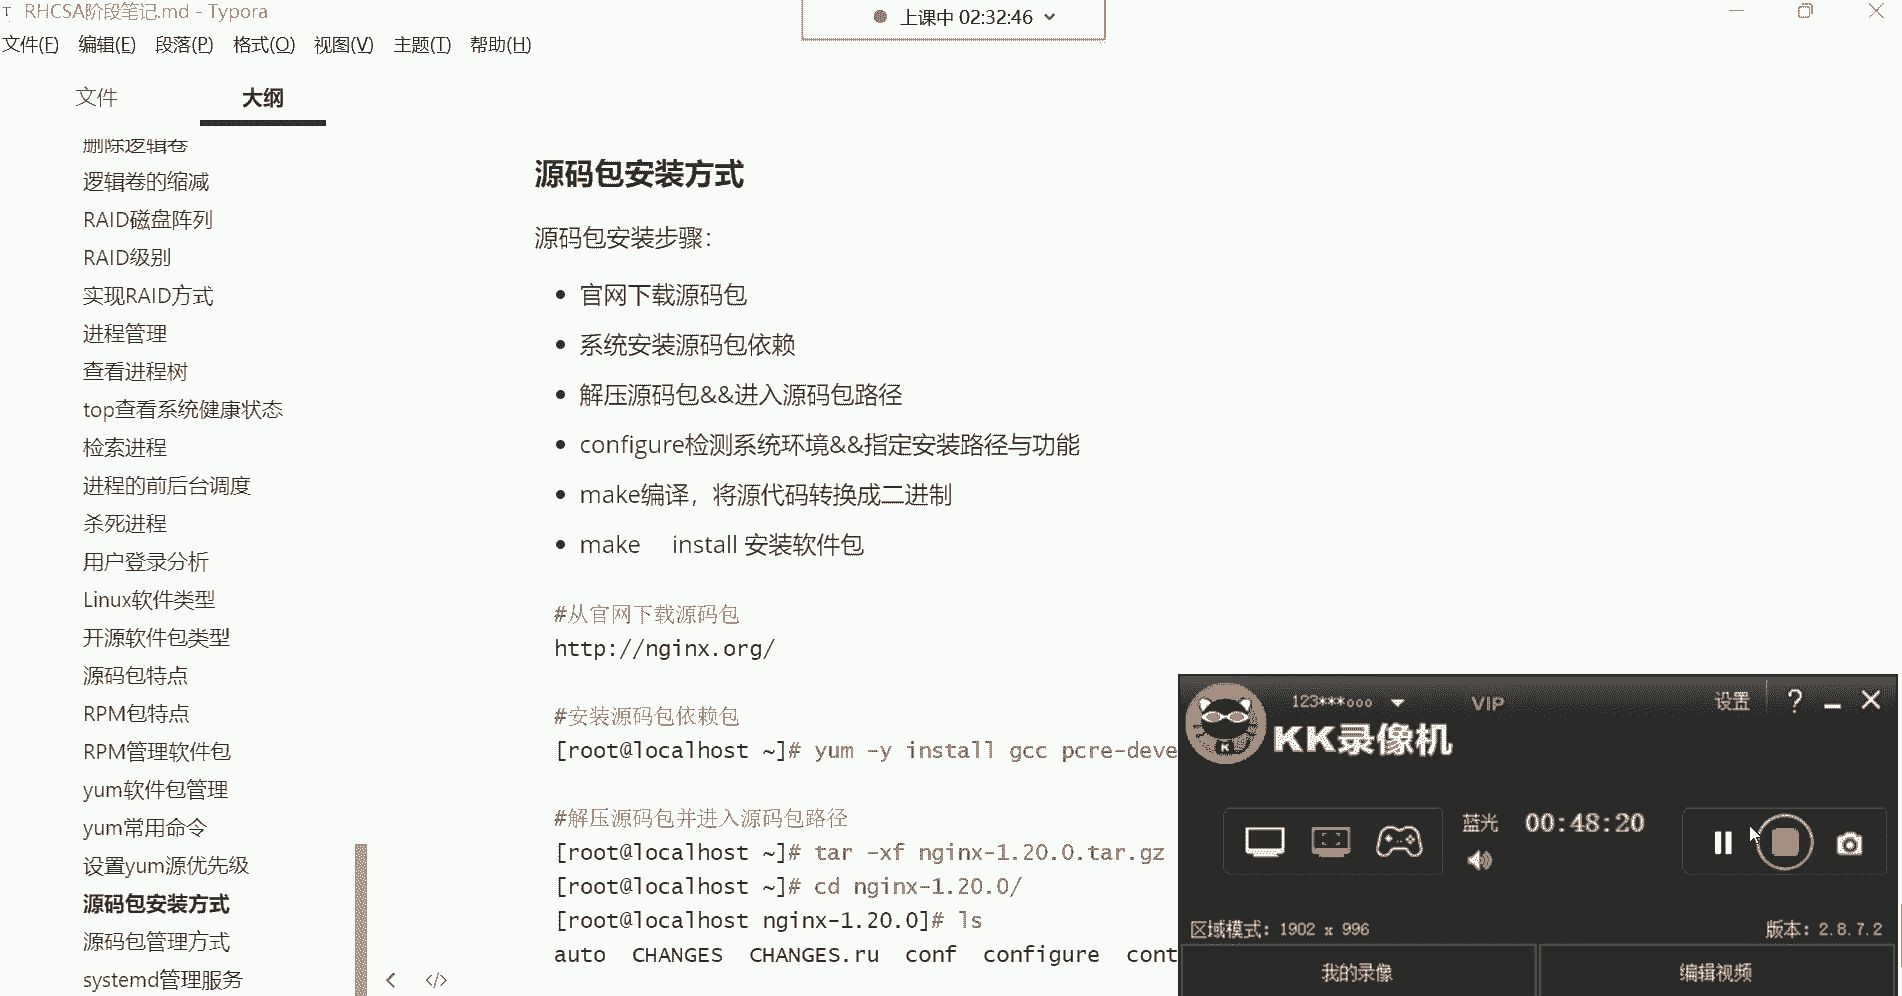 RHCSA阶段笔记.md - Typora
上课中 02:32:46
文件(F) 编辑(E) 段落(P) 格式(O) 视图(V) 主题(T) 帮助(H)
文件 大纲
删除逻辑卷
逻辑卷的缩减
RAID磁盘阵列
RAID级别
实现RAID方式
进程管理
查看进程树
top查看系统健康状态
检索进程
进程的前后台调度
杀死进程
用户登录分析
Linux软件类型
开源软件包类型
源码包特点
RPM包特点
RPM管理软件包
yum软件包管理
yum常用命令
设置yum源优先级
源码包安装方式
源码包管理方式
systemd管理服务
源码包安装方式
源码包安装步骤：
官网下载源码包
系统安装源码包依赖
解压源码包&&进入源码包路径
configure检测系统环境&&指定安装路径与功能
make编译，将源代码转换成二进制
make install 安装软件包
#从官网下载源码包
http://nginx.org/
#安装源码包依赖包
[root@localhost ~]# yum -y install gcc pcre-deve
#解压源码包并进入源码包路径
[root@localhost ~]# tar -xf nginx-1.20.0.tar.gz
[root@localhost ~]# cd nginx-1.20.0/
[root@localhost nginx-1.20.0]# ls
auto CHANGES CHANGES.ru conf configure cont
</>
123***ooo VIP 设置 ?
KK录像机
蓝光 00:48:20
区域模式: 1902 x 996 版本: 2.8.7.2
我的录像 编辑视频